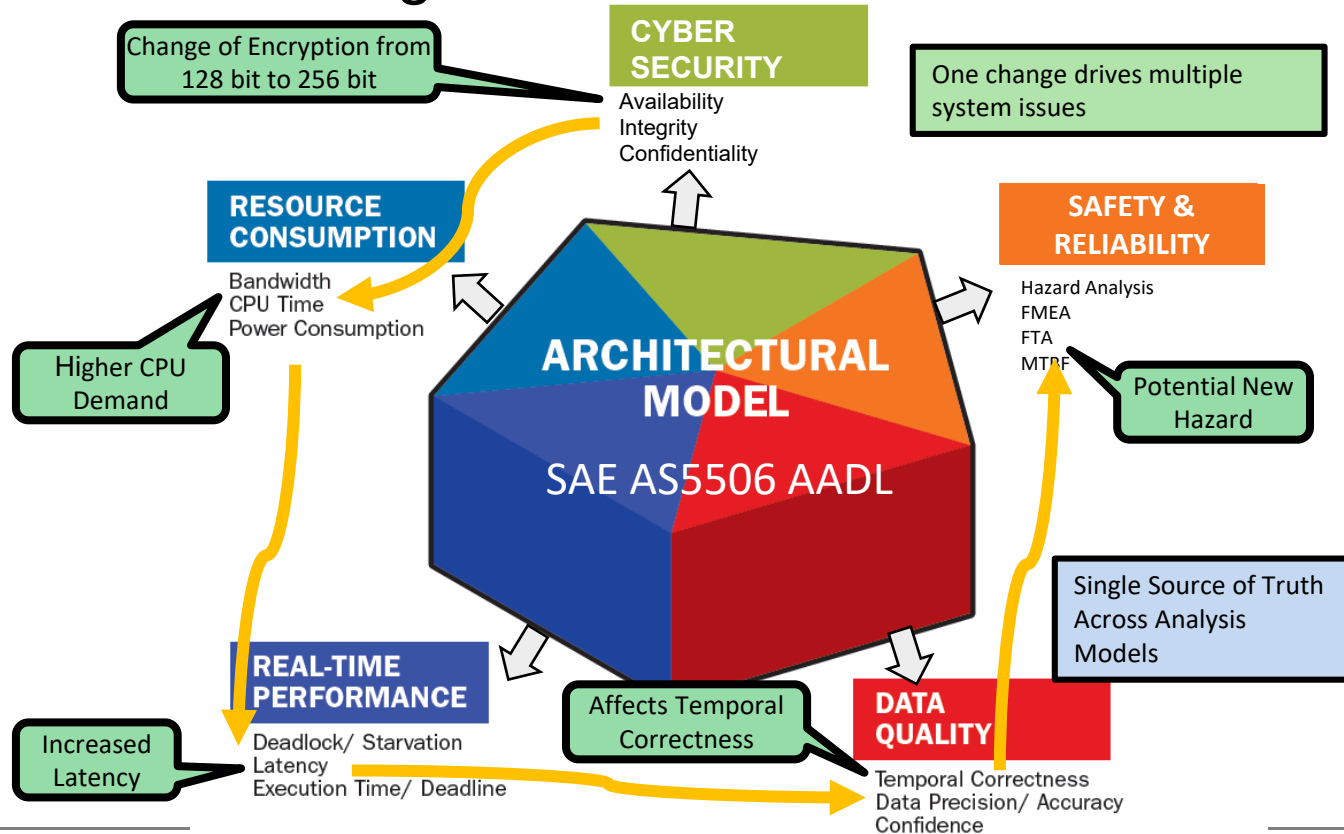 Change of Encryption from
128 bit to 256 bit
CYBER
SECURITY
Availability
Integrity
Confidentiality
One change drives multiple
system issues
RESOURCE
CONSUMPTION
Bandwidth
CPU Time
Power Consumption
Higher CPU
Demand
SAFETY &
RELIABILITY
Hazard Analysis
FMEA
FTA
MTBF
Potential New
Hazard
ARCHITECTURAL
MODEL
SAE AS5506 AADL
Single Source of Truth
Across Analysis
Models
REAL-TIME
PERFORMANCE
Deadlock/ Starvation
Latency
Execution Time/ Deadline
Increased
Latency
Affects Temporal
Correctness
DATA
QUALITY
Temporal Correctness
Data Precision/ Accuracy
Confidence